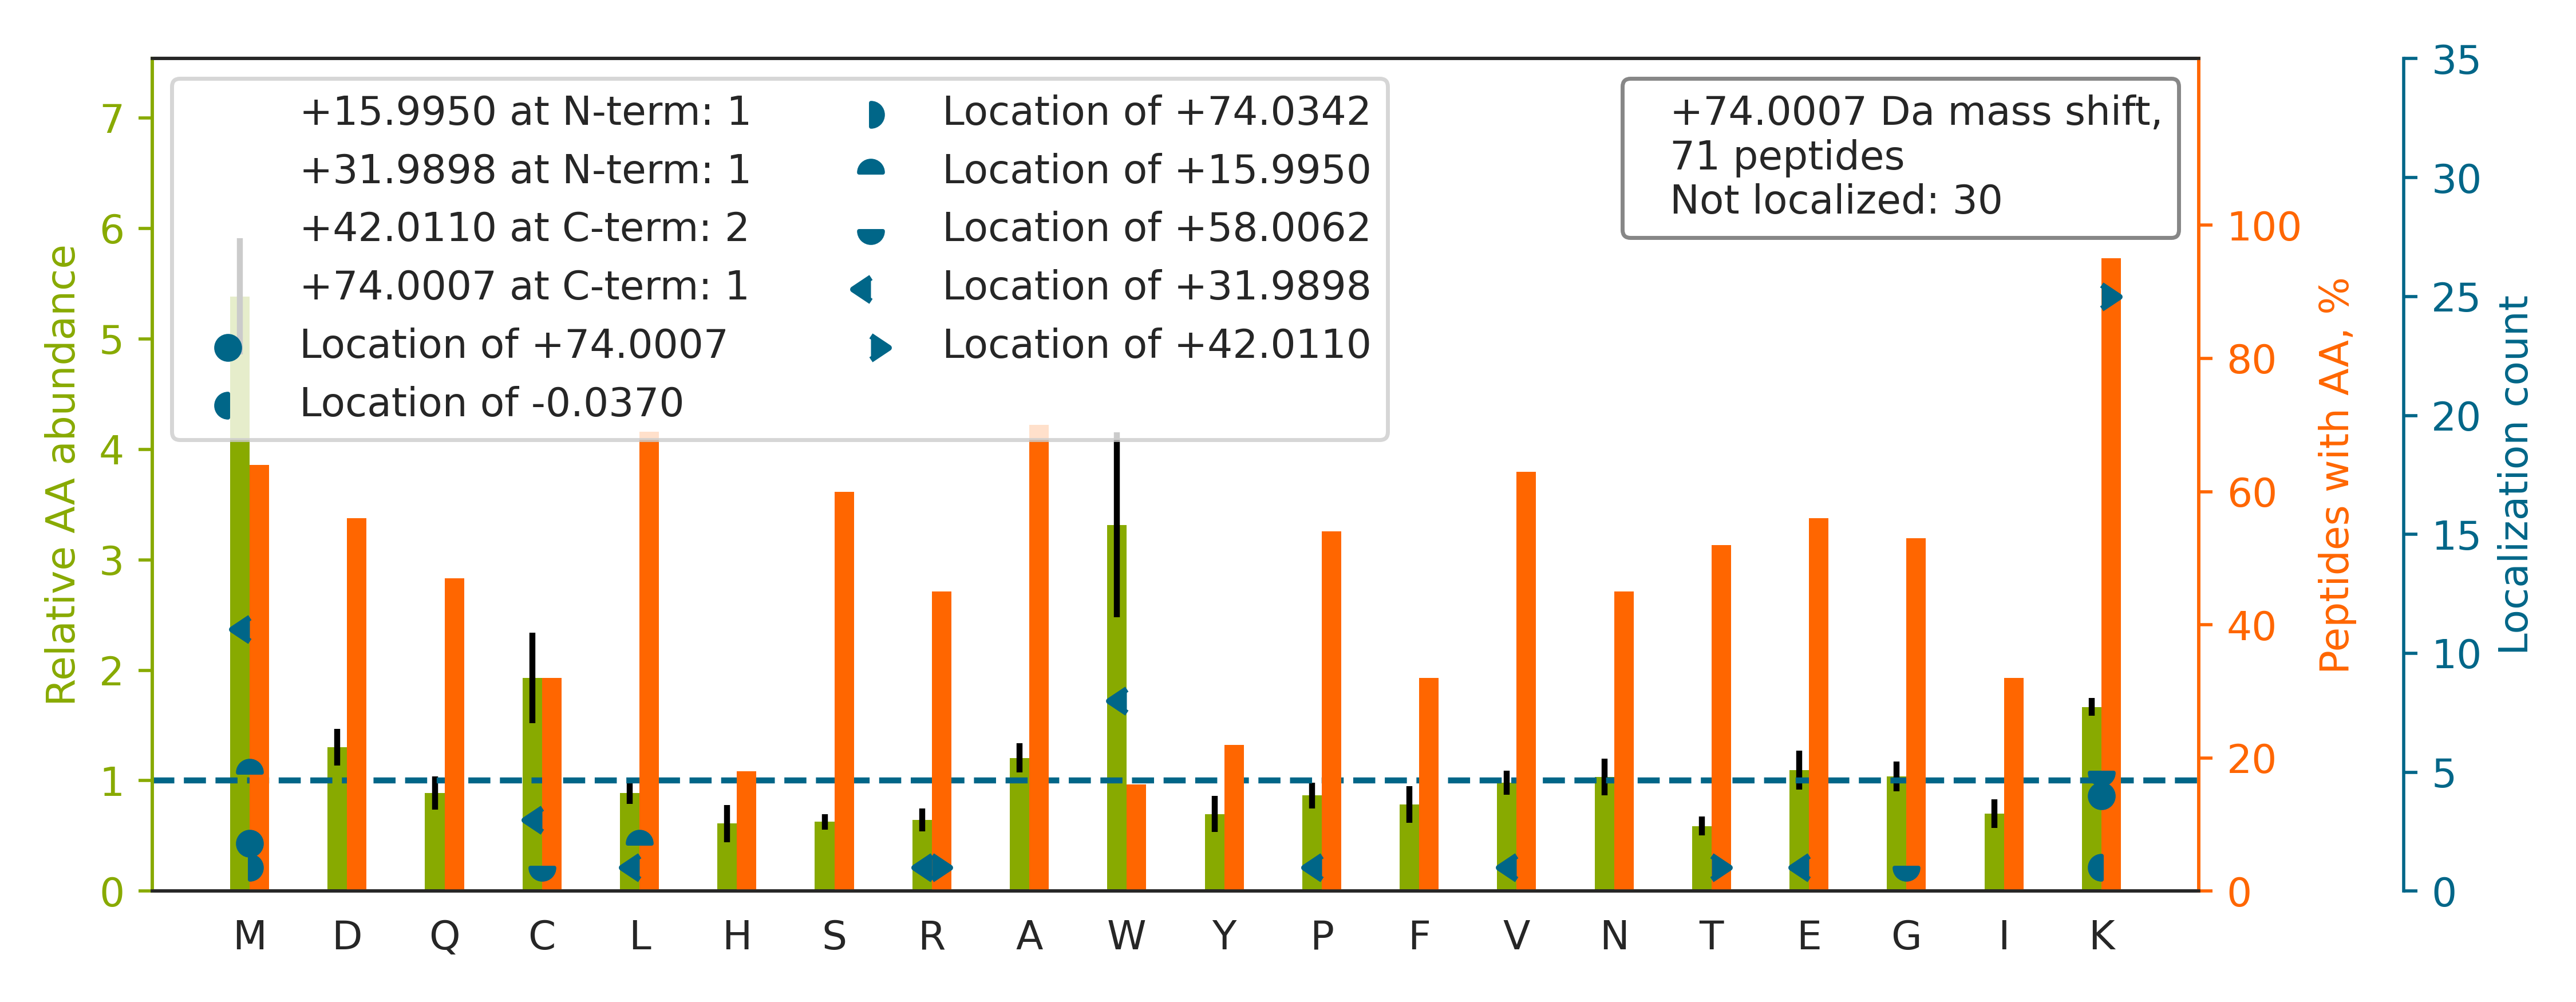 +15.9950 at N-term: 1
+31.9898 at N-term: 1
+42.0110 at C-term: 2
+74.0007 at C-term: 1
Location of +74.0007
Location of -0.0370
Location of +74.0342
Location of +15.9950
Location of +58.0062
Location of +31.9898
Location of +42.0110
+74.0007 Da mass shift,
71 peptides
Not localized: 30
Relative AA abundance
7
6
5
4
3
2
1
0
Peptides with AA, %
100
80
60
40
20
0
Localization count
35
30
25
20
15
10
5
0
M D Q C L H S R A W Y P F V N T E G I K